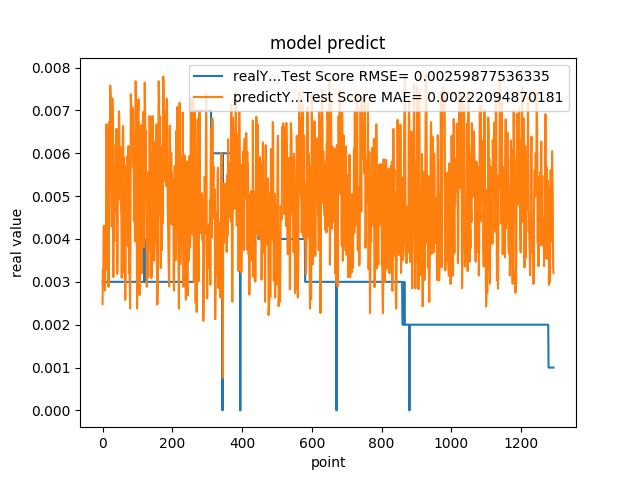 model predict
realY...Test Score RMSE= 0.00259877536335
predictY...Test Score MAE= 0.00222094870181
0.008
0.007
0.006
0.005
0.004
0.003
0.002
0.001
0.000
real value
0 200 400 600 800 1000 1200
point